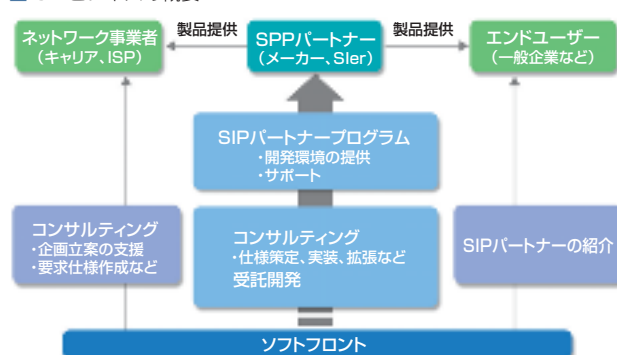 ネットワーク事業者
(キャリア、ISP)
製品提供
SPPパートナー
(メーカー、SIer)
製品提供
エンドユーザー
(一般企業など)
SIPパートナープログラム
・開発環境の提供
・サポート
コンサルティング
・企画立案の支援
・要求仕様作成など
コンサルティング
・仕様策定、実装、拡張など
受託開発
SIPパートナーの紹介
ソフトフロント